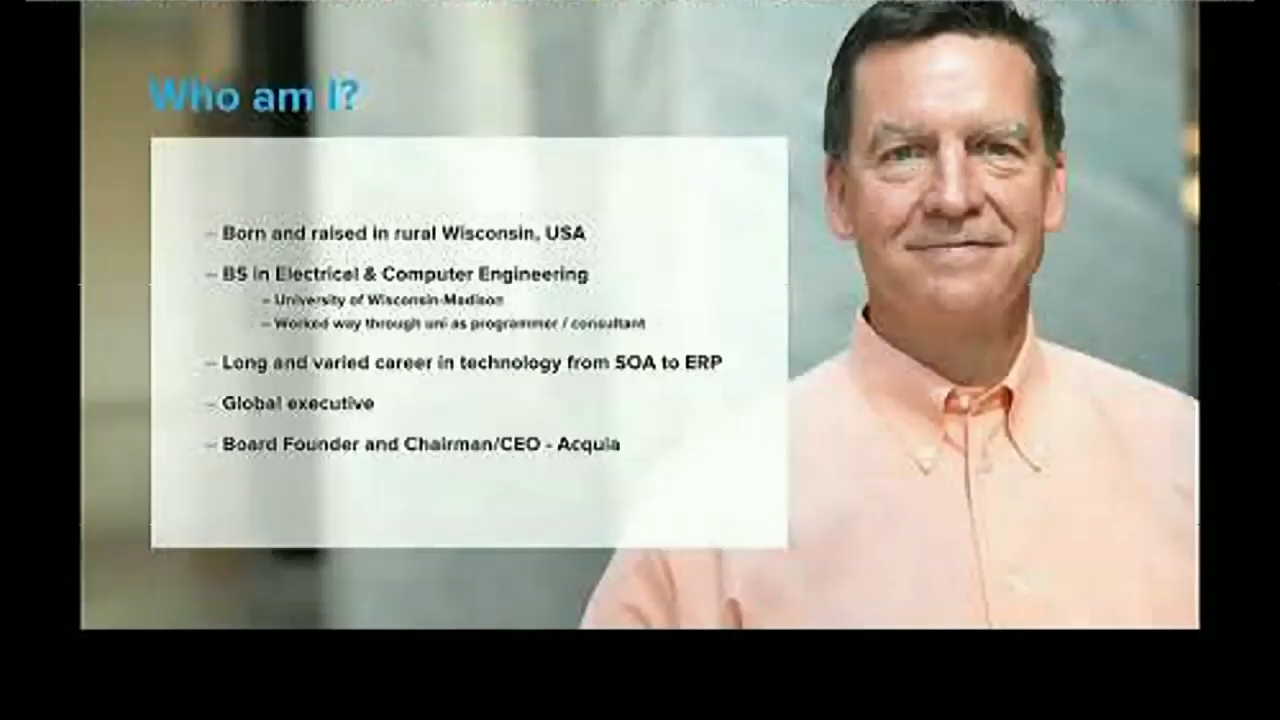 Who am I?
– Born and raised in rural Wisconsin, USA
– BS in Electrical & Computer Engineering
– University of Wisconsin-Madison
– Worked way through uni as programmer / consultant
– Long and varied career in technology from SOA to ERP
– Global executive
– Board Founder and Chairman/CEO - Acquia